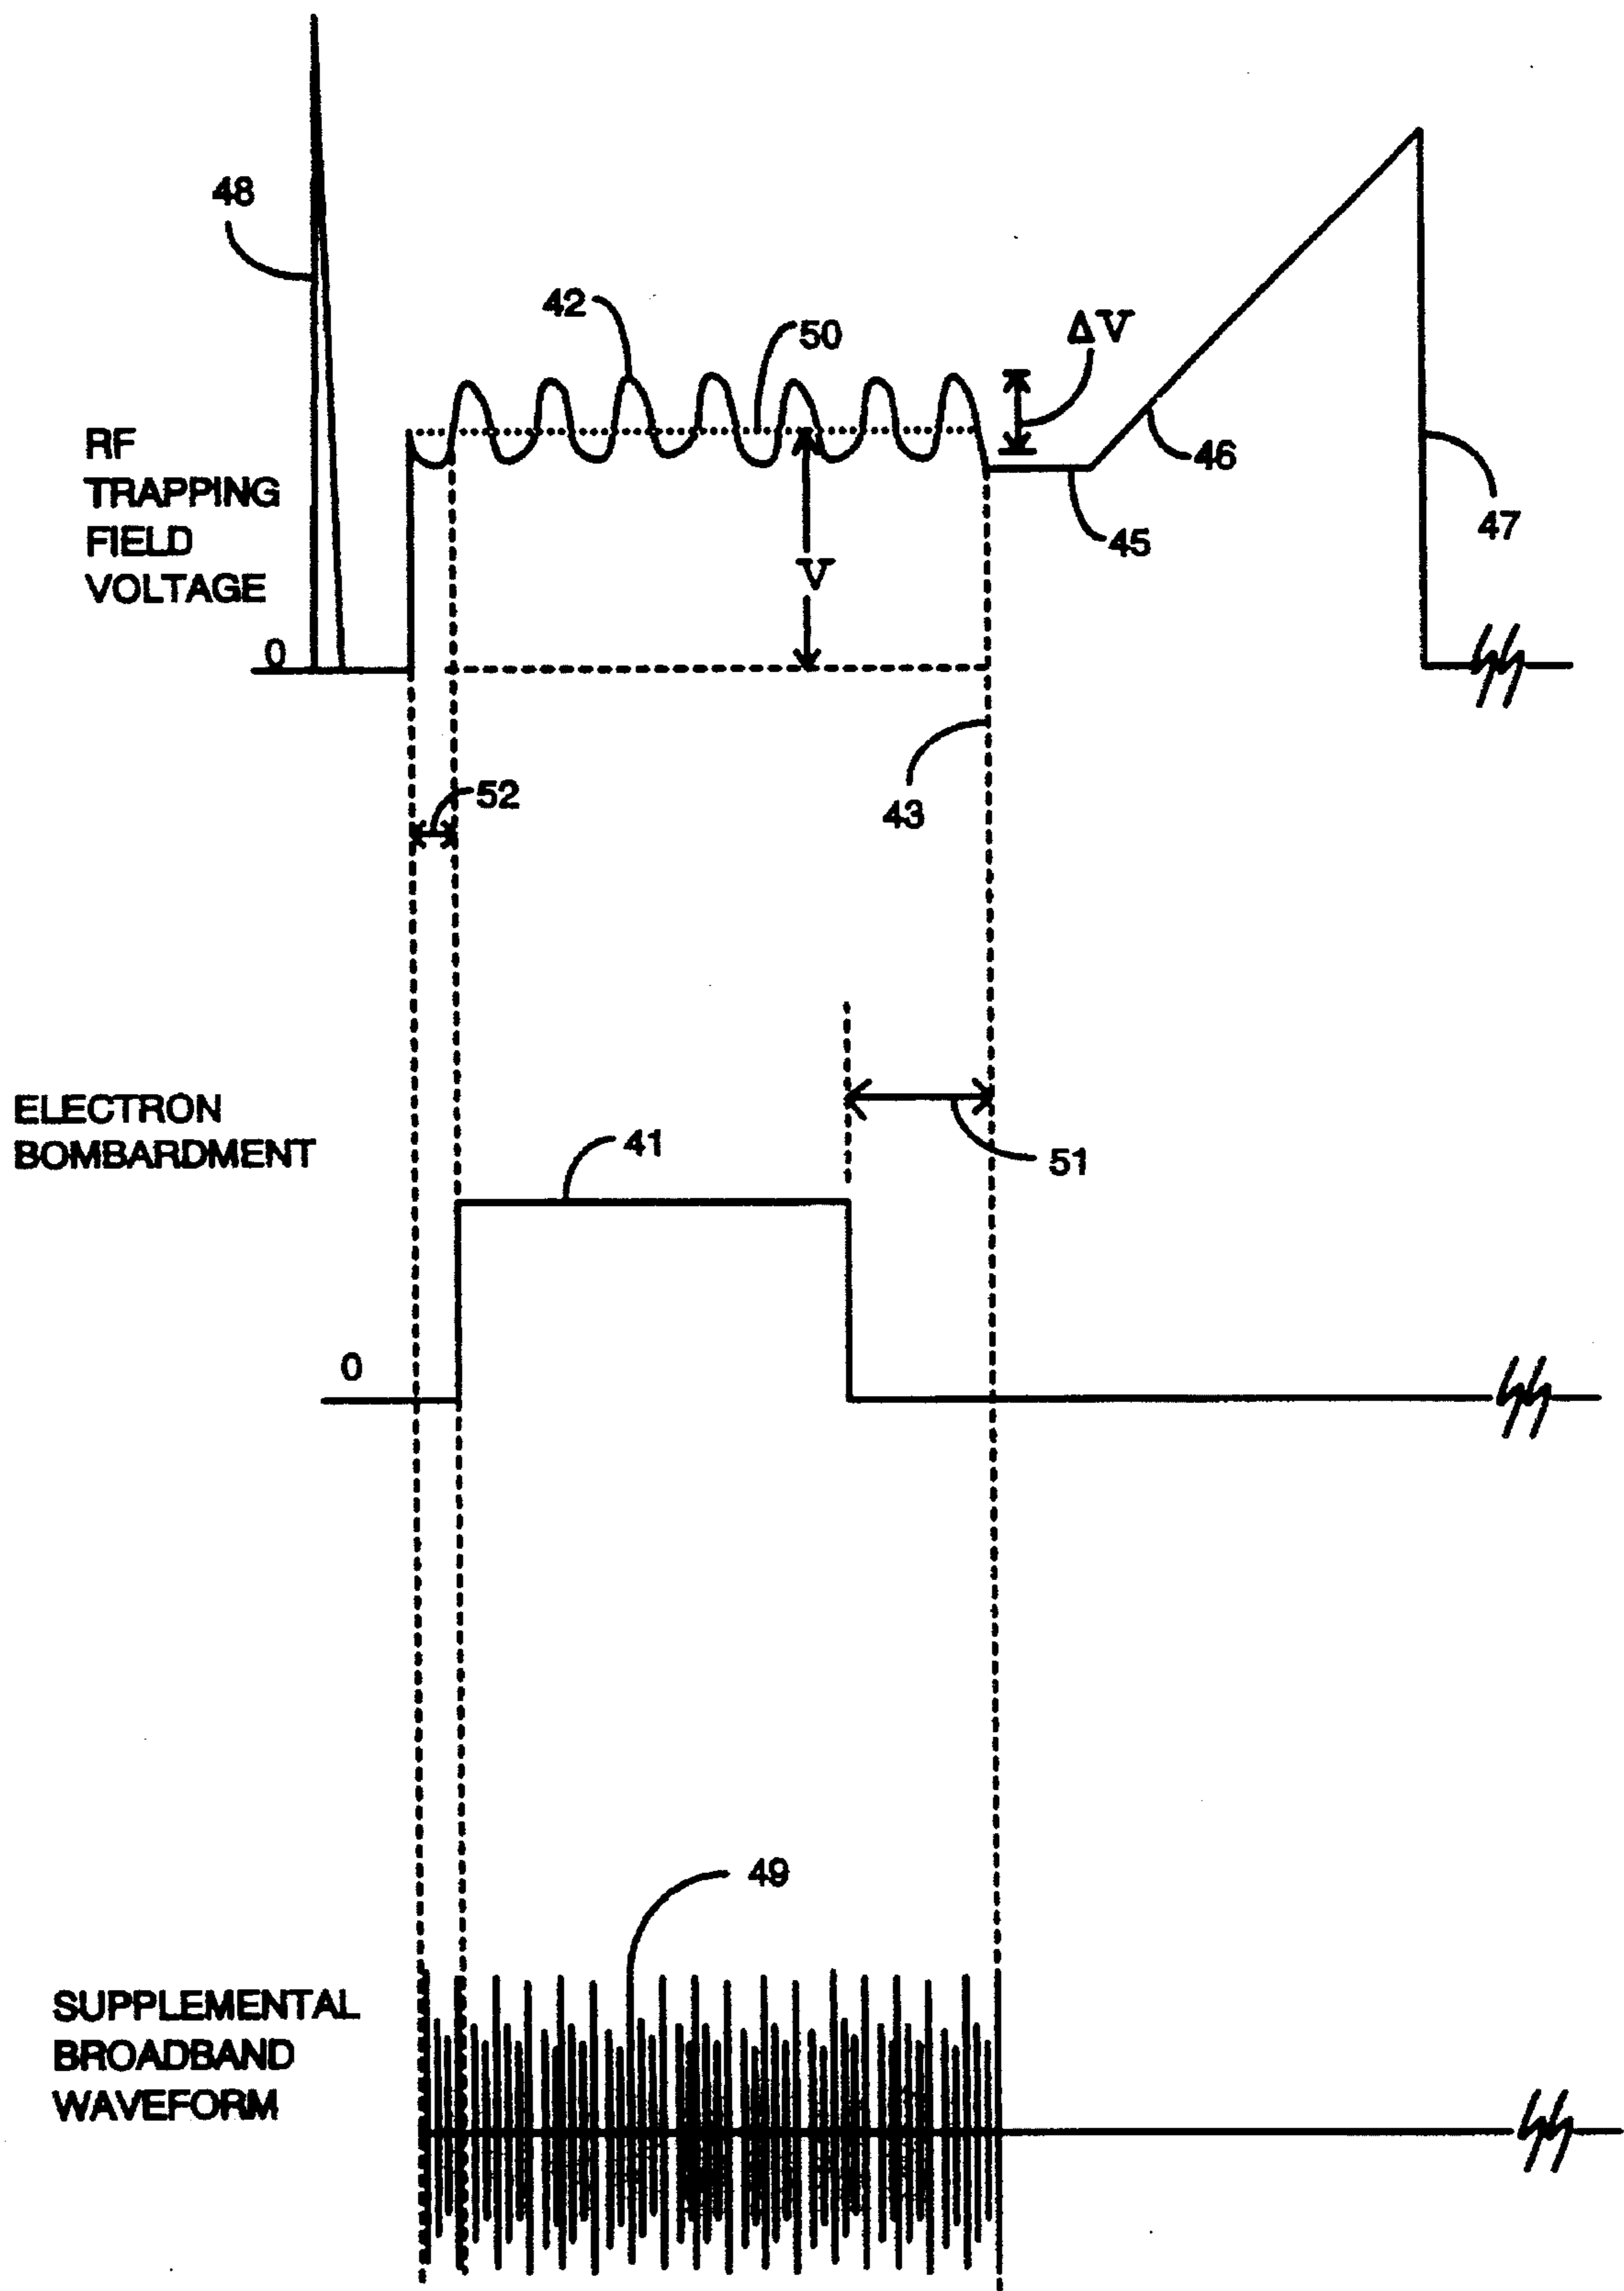 48
42
50
ΔV
RF
TRAPPING
FIELD
VOLTAGE
46
45
47
V
0
52
43
ELECTRON
BOMBARDMENT
41
51
0
49
SUPPLEMENTAL
BROADBAND
WAVEFORM